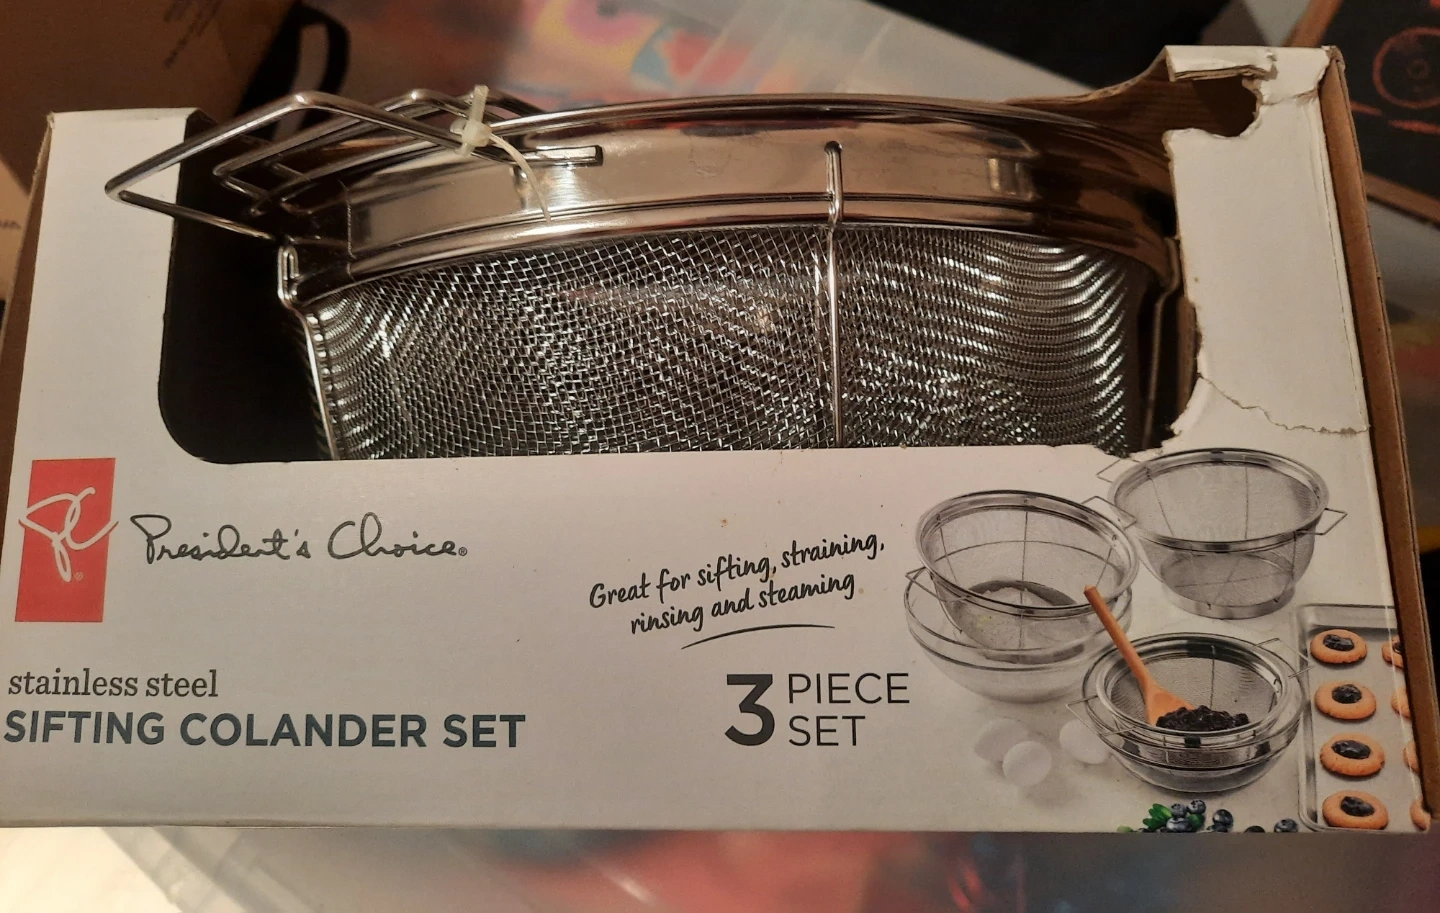 President's Choice®
Great for sifting, straining,
rinsing and steaming
stainless steel
SIFTING COLANDER SET
3 PIECE
SET